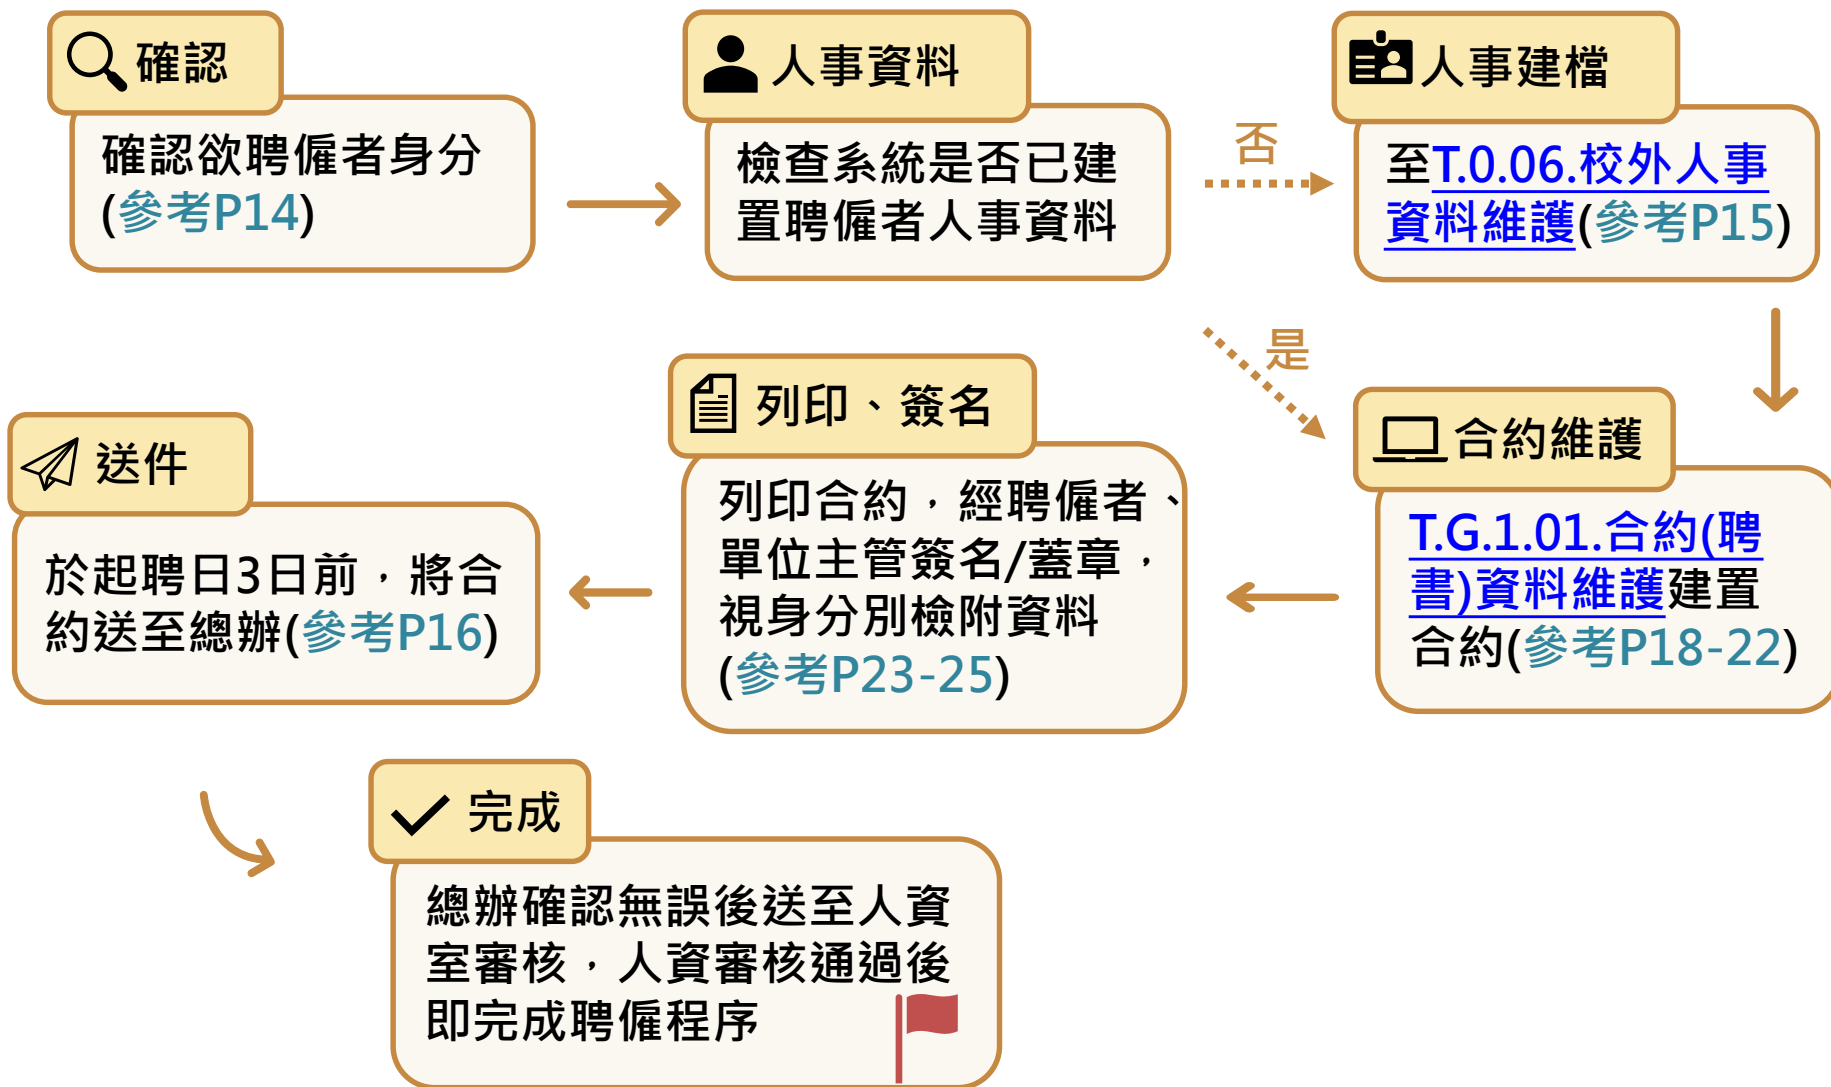 確認
確認欲聘僱者身分
(參考P14)
人事資料
檢查系統是否已建
置聘僱者人事資料
否
人事建檔
至T.0.06.校外人事
資料維護(參考P15)
是
合約維護
T.G.1.01.合約(聘
書)資料維護建置
合約(參考P18-22)
列印、簽名
列印合約，經聘僱者、
單位主管簽名/蓋章，
視身分別檢附資料
(參考P23-25)
送件
於起聘日3日前，將合
約送至總辦(參考P16)
完成
總辦確認無誤後送至人資
室審核，人資審核通過後
即完成聘僱程序